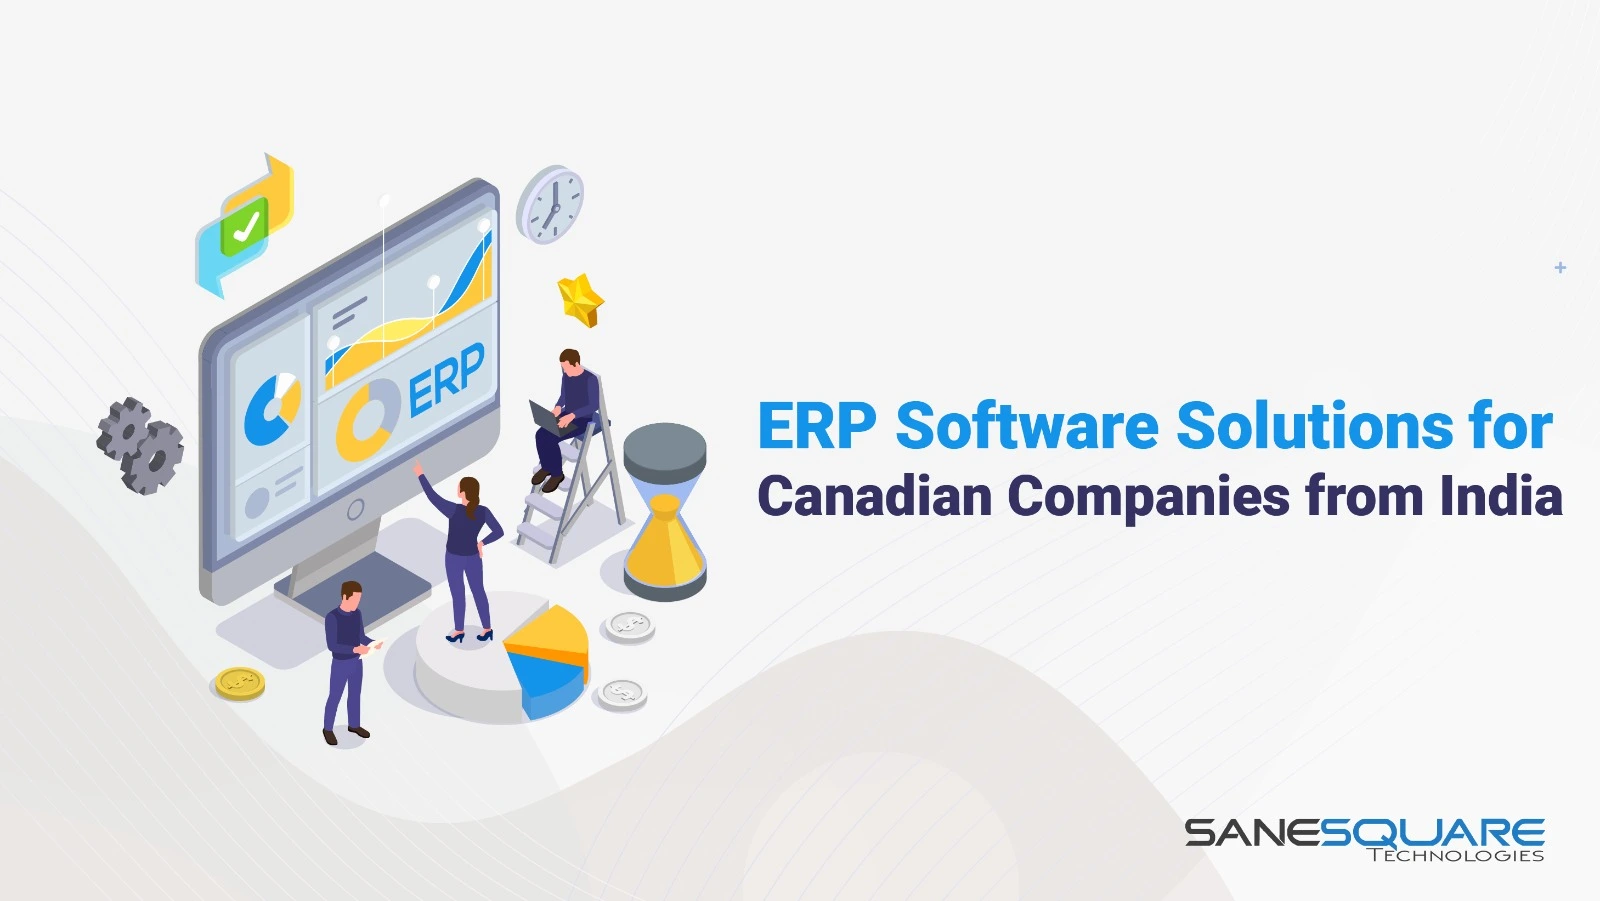 ERP
ERP Software Solutions for
Canadian Companies from India
SANESQUARE
TECHNOLOGIES